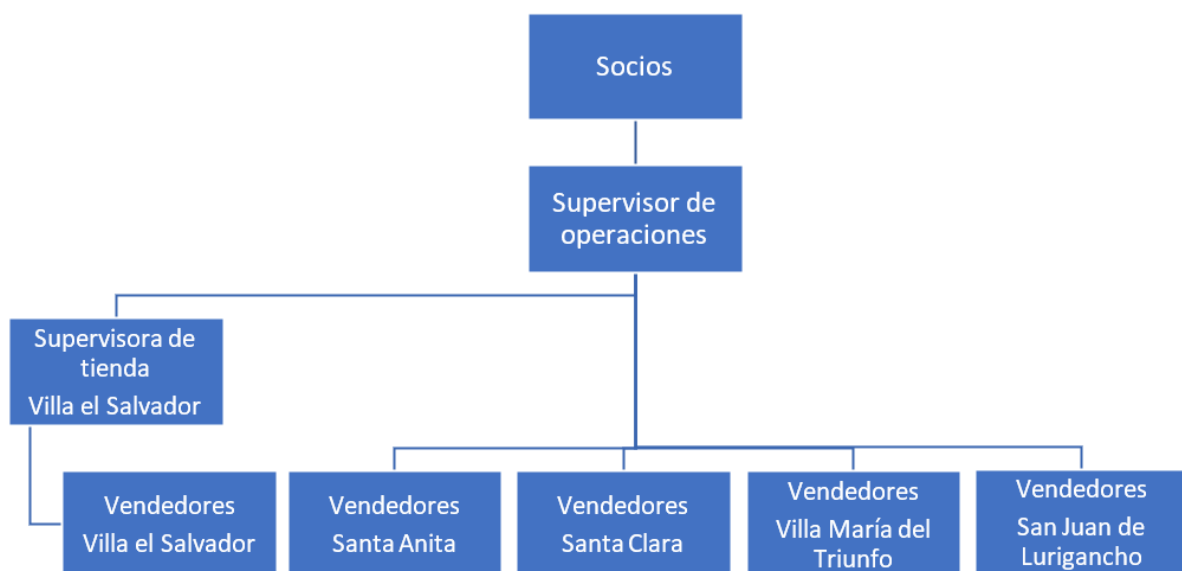 Socios
Supervisor de
operaciones
Supervisora de
tienda
Villa el Salvador
Vendedores
Villa el Salvador
Vendedores
Santa Anita
Vendedores
Santa Clara
Vendedores
Villa María del
Triunfo
Vendedores
San Juan de
Lurigancho